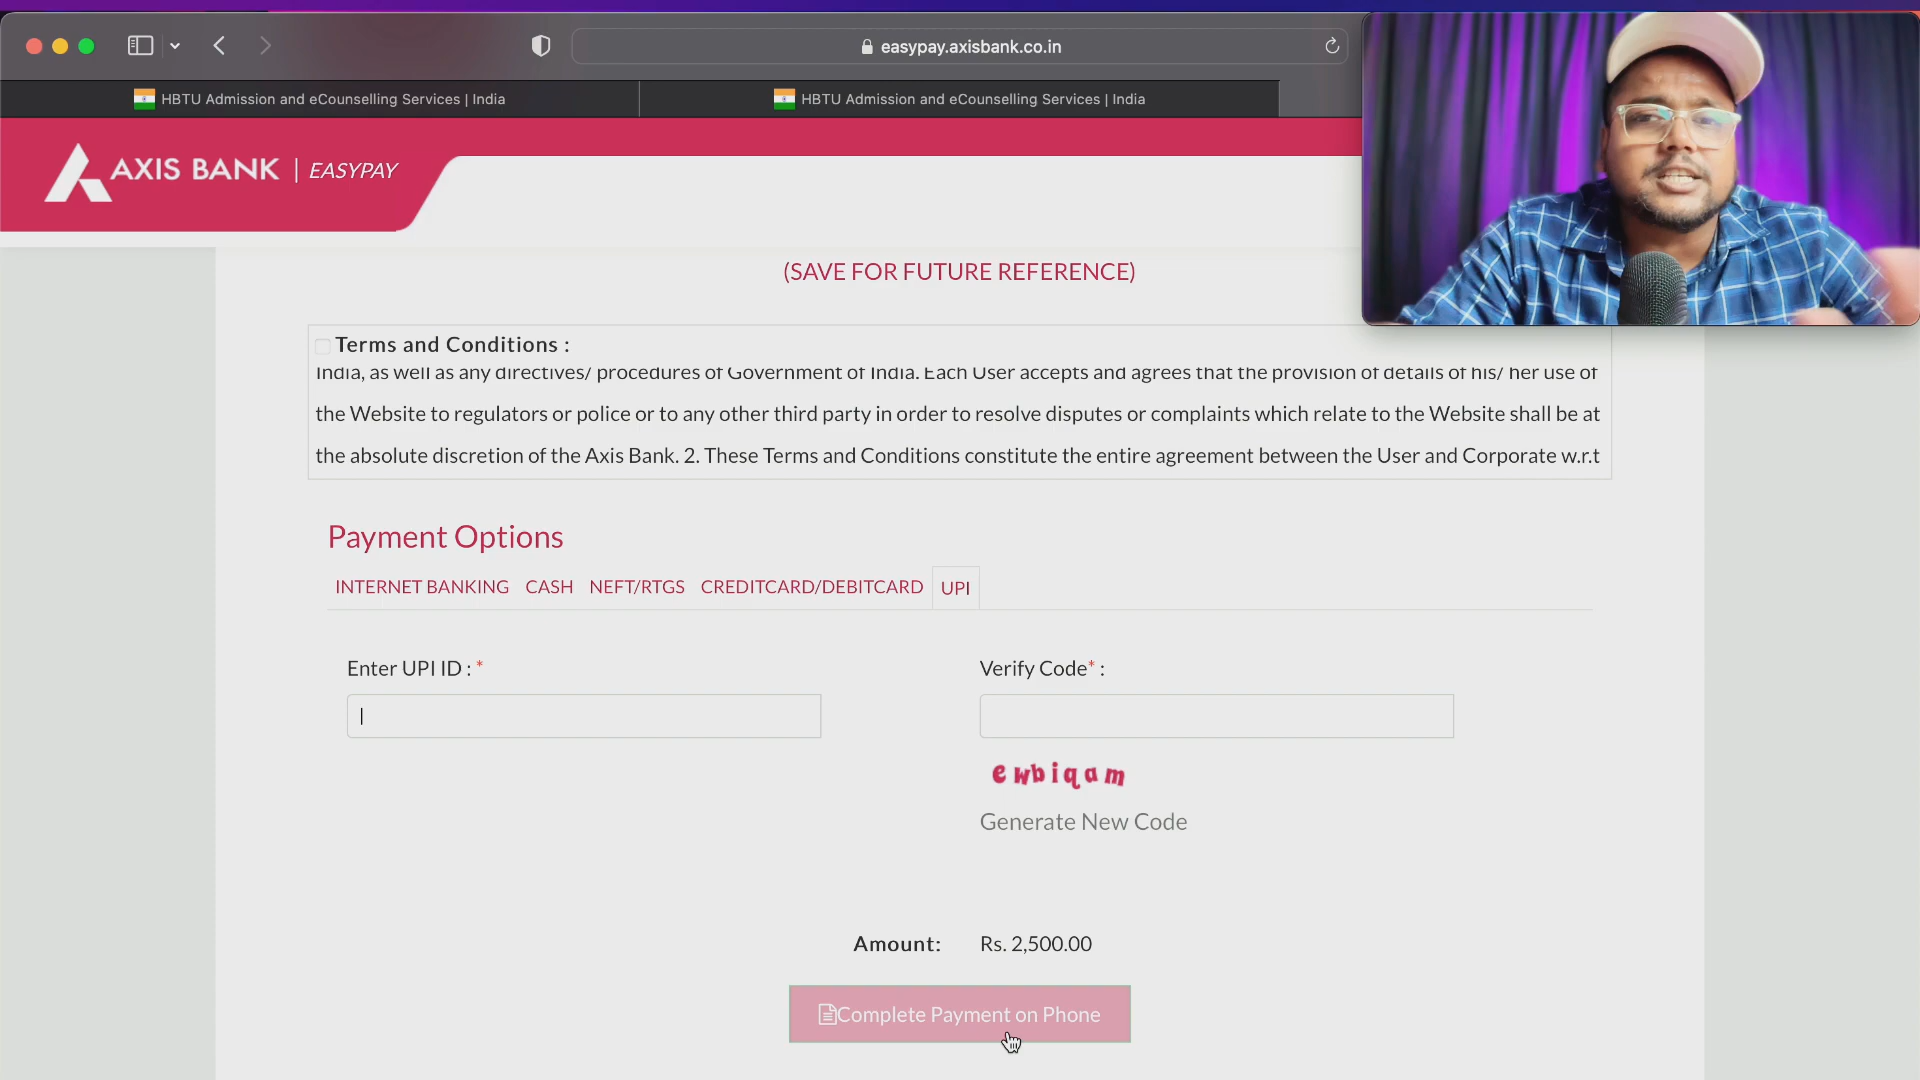 easypay.axisbank.co.in
HBTU Admission and eCounselling Services | India
HBTU Admission and eCounselling Services | India
AXIS BANK | EASYPAY
(SAVE FOR FUTURE REFERENCE)
Terms and Conditions :
India, as well as any directives/ procedures of Government of India. Each User accepts and agrees that the provision of details of his/ her use of
the Website to regulators or police or to any other third party in order to resolve disputes or complaints which relate to the Website shall be at
the absolute discretion of the Axis Bank. 2. These Terms and Conditions constitute the entire agreement between the User and Corporate w.r.t
Payment Options
INTERNET BANKING CASH NEFT/RTGS CREDITCARD/DEBITCARD UPI
Enter UPI ID : *
Verify Code* :
ewbiqam
Generate New Code
Amount: Rs. 2,500.00
Complete Payment on Phone